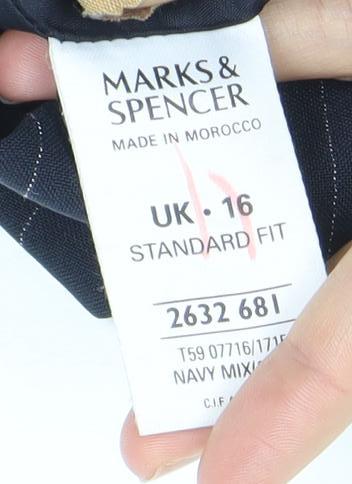 MARKS &
SPENCER
MADE IN MOROCCO
UK · 16
STANDARD FIT
2632 681
T59 07716/171
NAVY MIX/
C.I.F